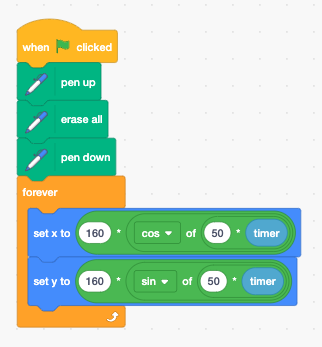 when clicked
pen up
erase all
pen down
forever
set x to 160 * cos of 50 * timer
set y to 160 * sin of 50 * timer